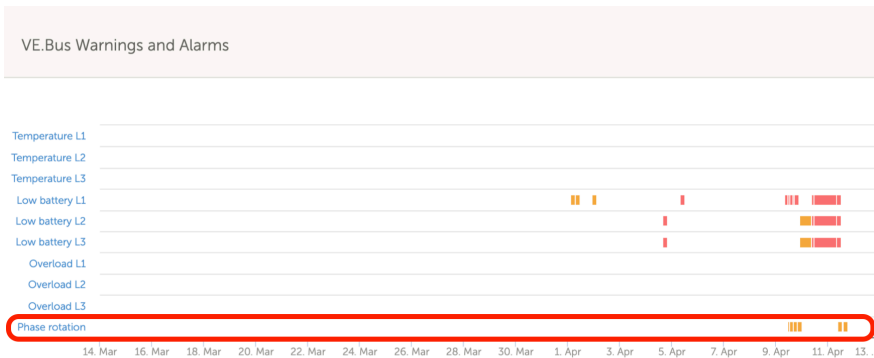 VE.Bus Warnings and Alarms
Temperature L1
Temperature L2
Temperature L3
Low battery L1
Low battery L2
Low battery L3
Overload L1
Overload L2
Overload L3
Phase rotation
14. Mar 16. Mar 18. Mar 20. Mar 22. Mar 24. Mar 26. Mar 28. Mar 30. Mar 1. Apr 3. Apr 5. Apr 7. Apr 9. Apr 11. Apr 13.